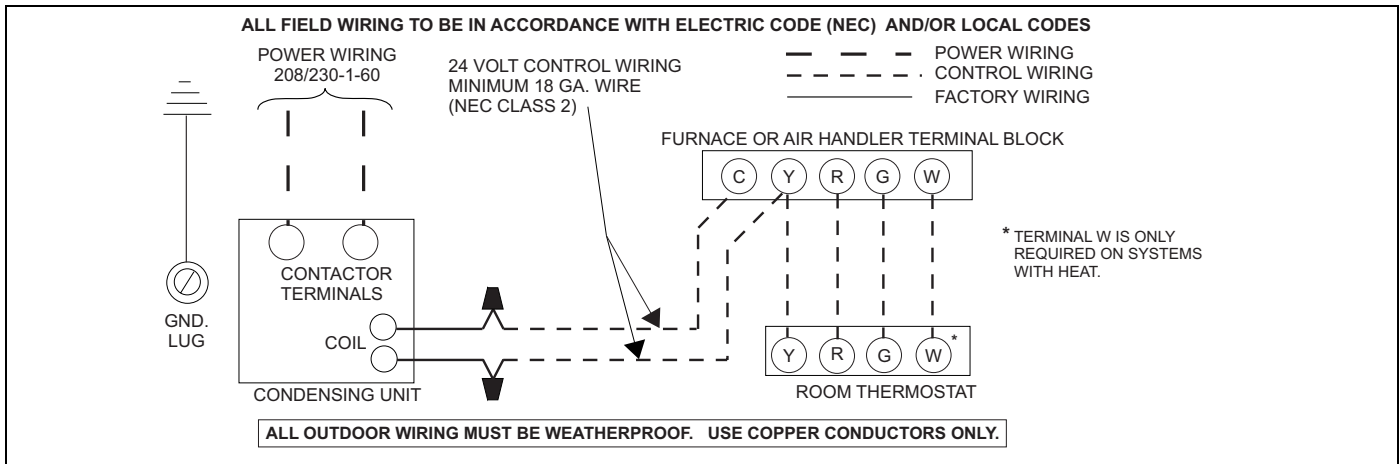 ALL FIELD WIRING TO BE IN ACCORDANCE WITH ELECTRIC CODE (NEC) AND/OR LOCAL CODES
POWER WIRING
208/230-1-60
24 VOLT CONTROL WIRING
MINIMUM 18 GA. WIRE
(NEC CLASS 2)
POWER WIRING
CONTROL WIRING
FACTORY WIRING
FURNACE OR AIR HANDLER TERMINAL BLOCK
C Y R G W
* TERMINAL W IS ONLY
REQUIRED ON SYSTEMS
WITH HEAT.
CONTACTOR
TERMINALS
GND.
LUG
COIL
CONDENSING UNIT
Y R G W *
ROOM THERMOSTAT
ALL OUTDOOR WIRING MUST BE WEATHERPROOF. USE COPPER CONDUCTORS ONLY.